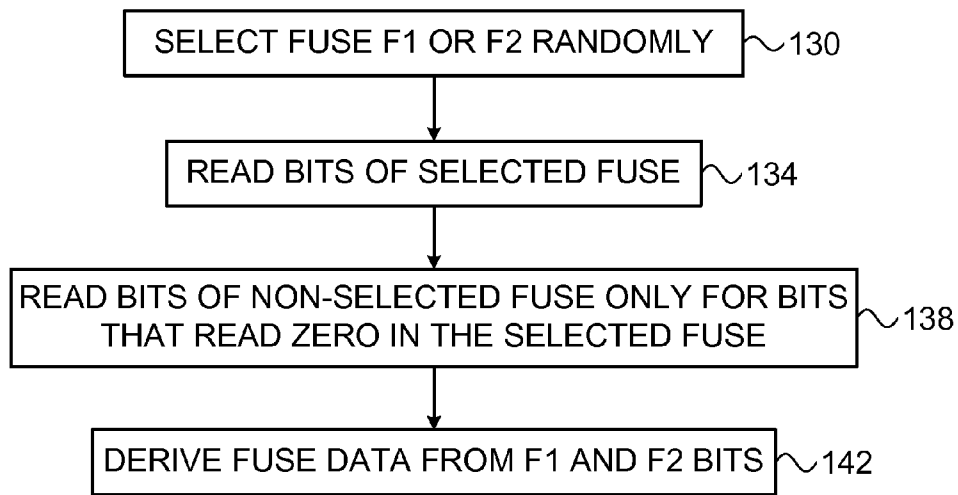 SELECT FUSE F1 OR F2 RANDOMLY 130
READ BITS OF SELECTED FUSE 134
READ BITS OF NON-SELECTED FUSE ONLY FOR BITS
THAT READ ZERO IN THE SELECTED FUSE 138
DERIVE FUSE DATA FROM F1 AND F2 BITS 142